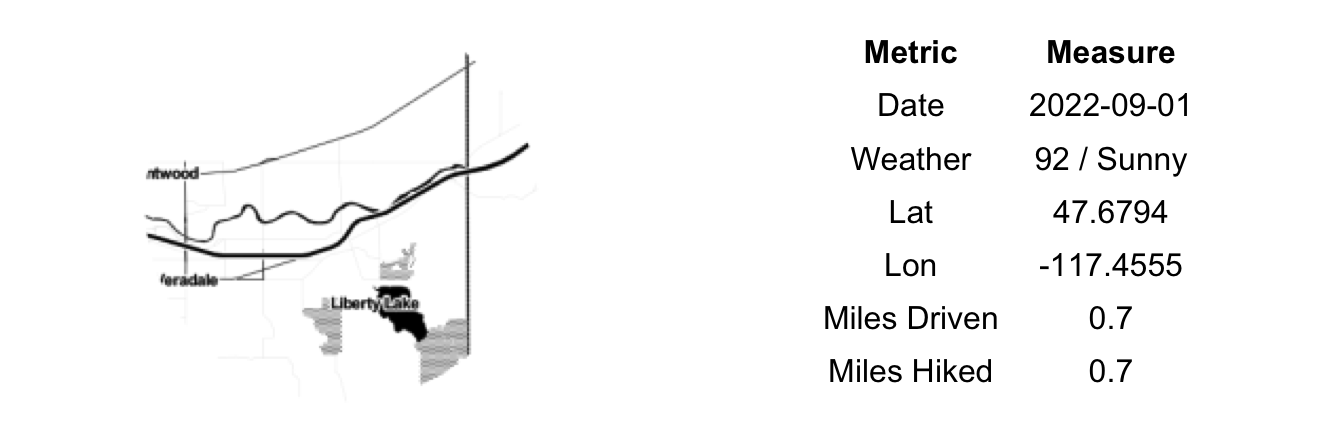 ntwood
eradale
Liberty Lake
Metric Measure
Date 2022-09-01
Weather 92 / Sunny
Lat 47.6794
Lon -117.4555
Miles Driven 0.7
Miles Hiked 0.7